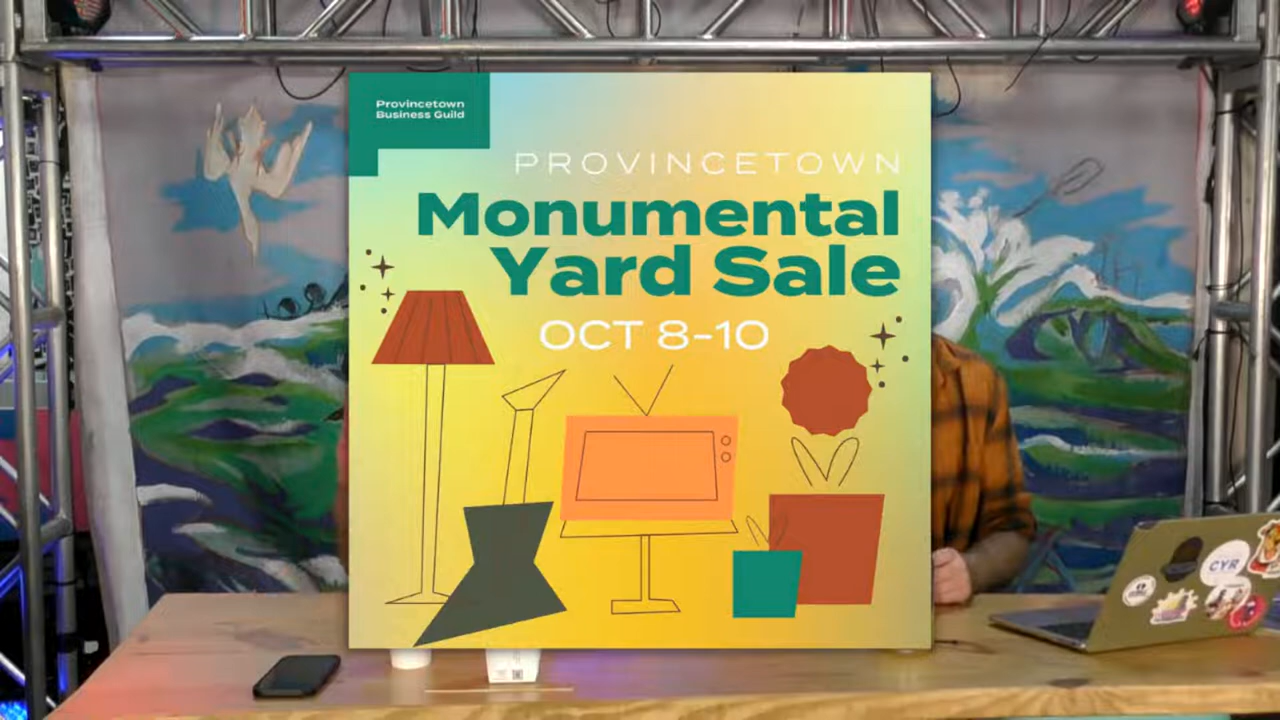 Provincetown
Business Guild
PROVINCETOWN
Monumental
Yard Sale
OCT 8-10
CYR